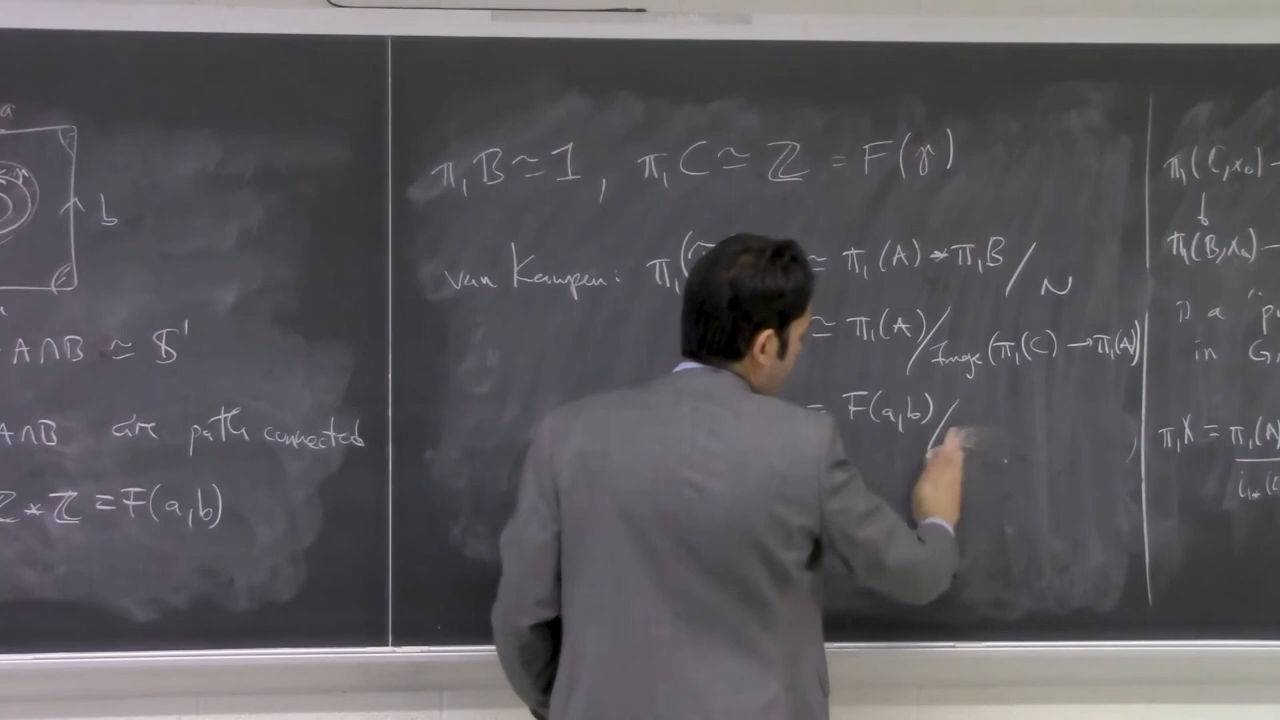 a
b
A∩B ≃ S¹
A∩B are path connected
ℤ * ℤ = F(a,b)
π₁B ≃ 1, π₁C ≃ ℤ = F(γ)
van Kampen: π₁( ≃ π₁(A) * π₁B / N
≃ π₁(A) / Image(π₁(C) → π₁(A))
= F(a,b) /
π₁(C,x₀)
↓
π₁(B,x₀)
is a
in
π₁X = π₁(A)